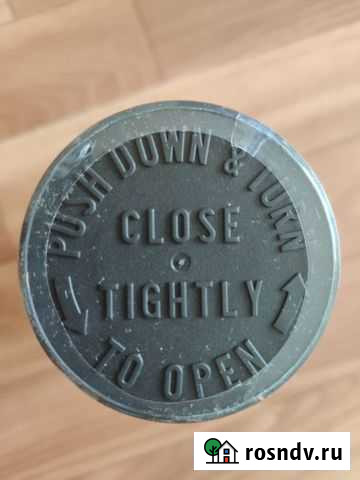 PUSH DOWN & TURN
CLOSE
TIGHTLY
TO OPEN
rosndv.ru